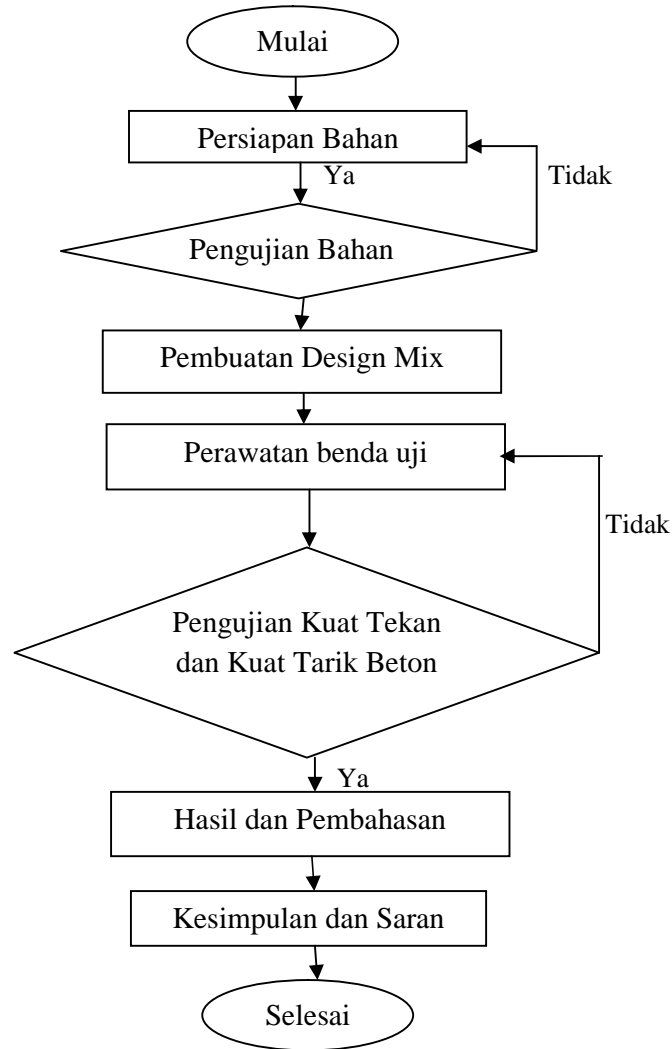 Mulai
Persiapan Bahan
Ya
Tidak
Pengujian Bahan
Pembuatan Design Mix
Perawatan benda uji
Tidak
Pengujian Kuat Tekan
dan Kuat Tarik Beton
Ya
Hasil dan Pembahasan
Kesimpulan dan Saran
Selesai